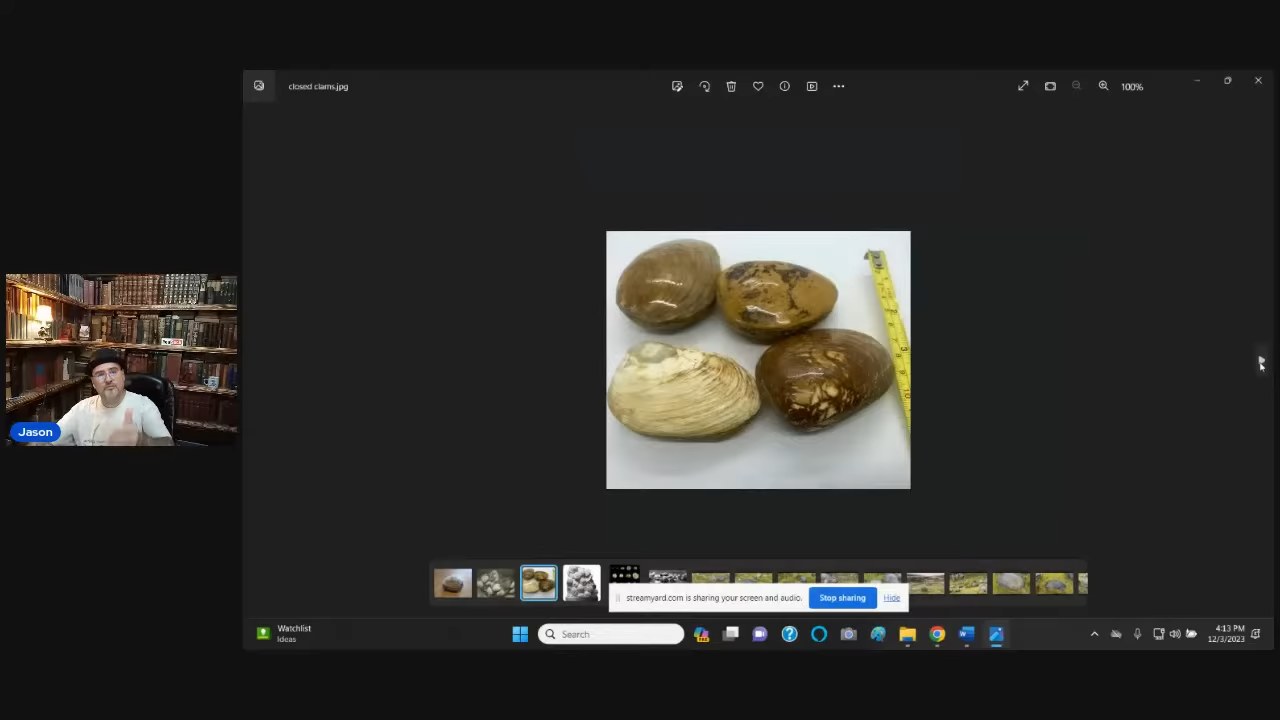 closed clams.jpg
100%
Jason
streamyard.com is sharing your screen and audio.
Stop sharing
Hide
Watchlist
Ideas
Search
4:13 PM
12/3/2023